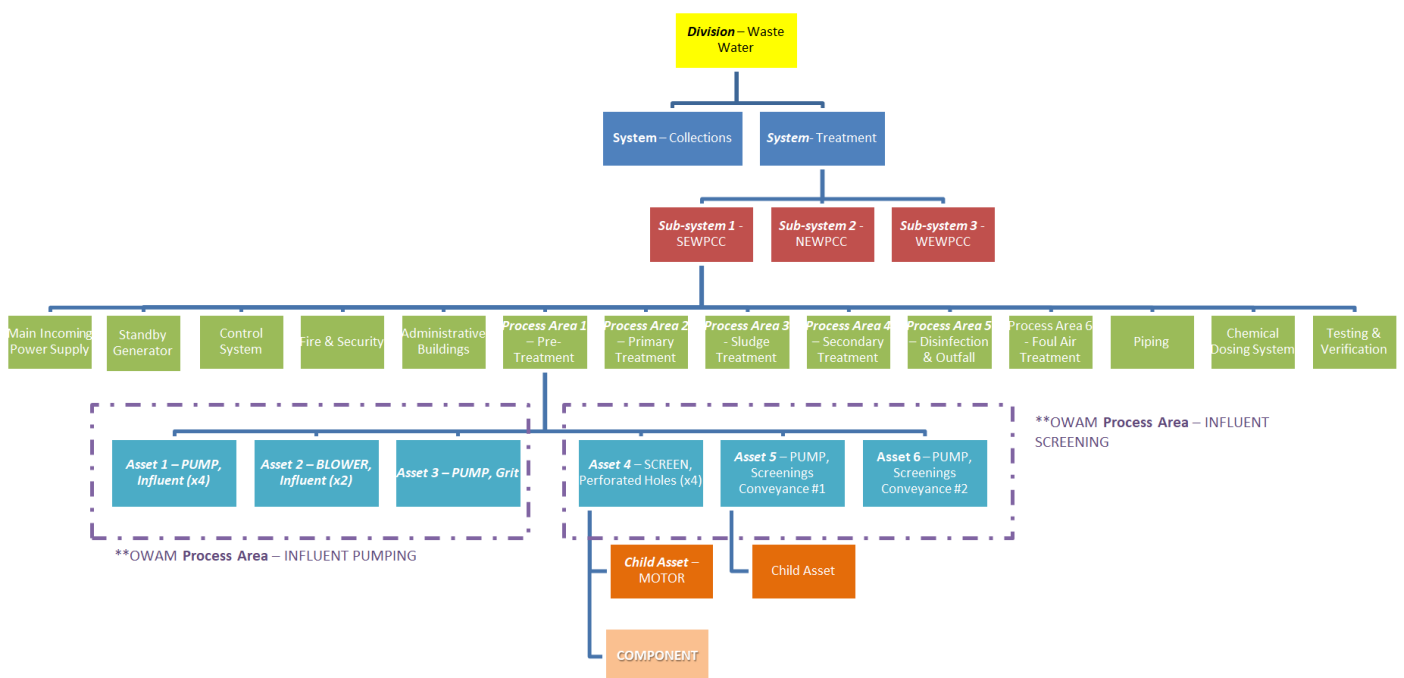 Division – Waste
Water
System – Collections
System- Treatment
Sub-system 1 -
SEWPCC
Sub-system 2 -
NEWPCC
Sub-system 3 -
WEWPCC
Main Incoming
Power Supply
Standby
Generator
Control
System
Fire & Security
Administrative
Buildings
Process Area 1
– Pre-
Treatment
Process Area 2
– Primary
Treatment
Process Area 3
- Sludge
Treatment
Process Area 4
– Secondary
Treatment
Process Area 5
– Disinfection
& Outfall
Process Area 6
- Foul Air
Treatment
Piping
Chemical
Dosing System
Testing &
Verification
**OWAM Process Area – INFLUENT
SCREENING
Asset 1 – PUMP,
Influent (x4)
Asset 2 – BLOWER,
Influent (x2)
Asset 3 – PUMP, Grit
Asset 4 – SCREEN,
Perforated Holes (x4)
Asset 5 – PUMP,
Screenings
Conveyance #1
Asset 6 – PUMP,
Screenings
Conveyance #2
**OWAM Process Area – INFLUENT PUMPING
Child Asset –
MOTOR
Child Asset
COMPONENT